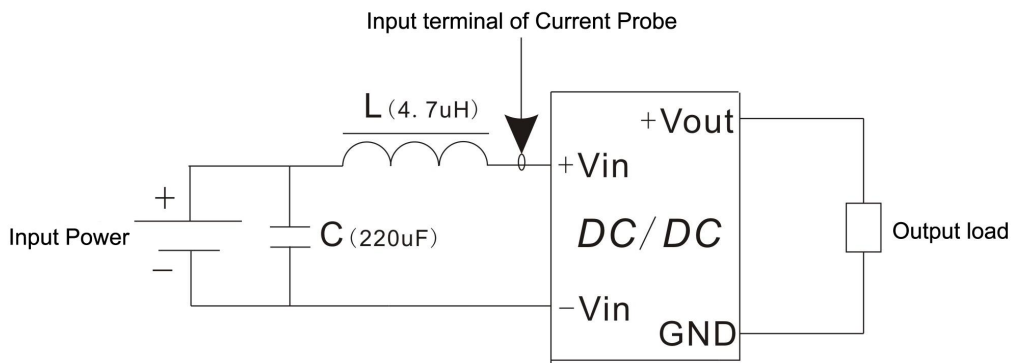 Input terminal of Current Probe
L(4. 7uH)
+Vout
+Vin
+
Input Power
C(220uF)
DC/DC
Output load
−
−Vin
GND